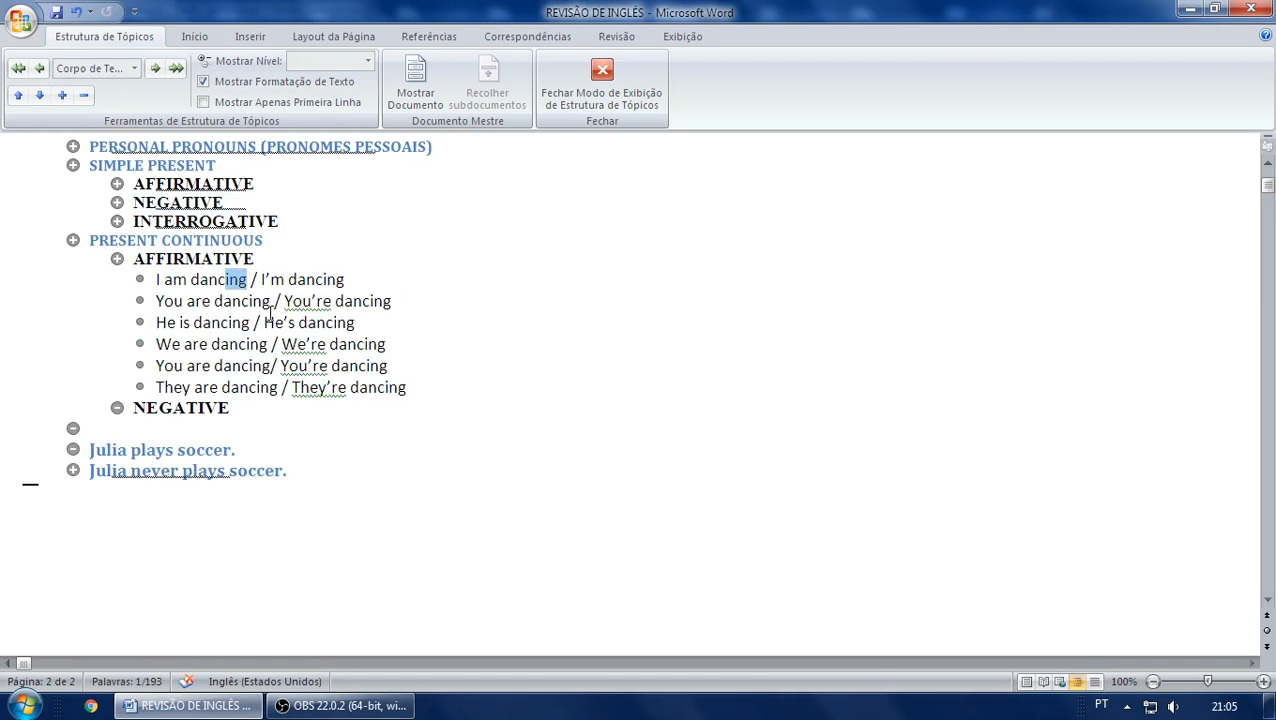 REVISÃO DE INGLÊS - Microsoft Word
Estrutura de Tópicos Início Inserir Layout da Página Referências Correspondências Revisão Exibição
Corpo de Te...
Mostrar Nível:
Mostrar Formatação de Texto
Mostrar Apenas Primeira Linha
Ferramentas de Estrutura de Tópicos
Mostrar
Documento
Recolher
subdocumentos
Documento Mestre
Fechar Modo de Exibição
de Estrutura de Tópicos
Fechar
PERSONAL PRONOUNS (PRONOMES PESSOAIS)
SIMPLE PRESENT
AFFIRMATIVE
NEGATIVE
INTERROGATIVE
PRESENT CONTINUOUS
AFFIRMATIVE
I am dancing / I’m dancing
You are dancing / You’re dancing
He is dancing / He’s dancing
We are dancing / We’re dancing
You are dancing/ You’re dancing
They are dancing / They’re dancing
NEGATIVE
Julia plays soccer.
Julia never plays soccer.
Página: 2 de 2 Palavras: 1/193 Inglês (Estados Unidos) 100%
REVISÃO DE INGLÊS ... OBS 22.0.2 (64-bit, wi... PT 21:05